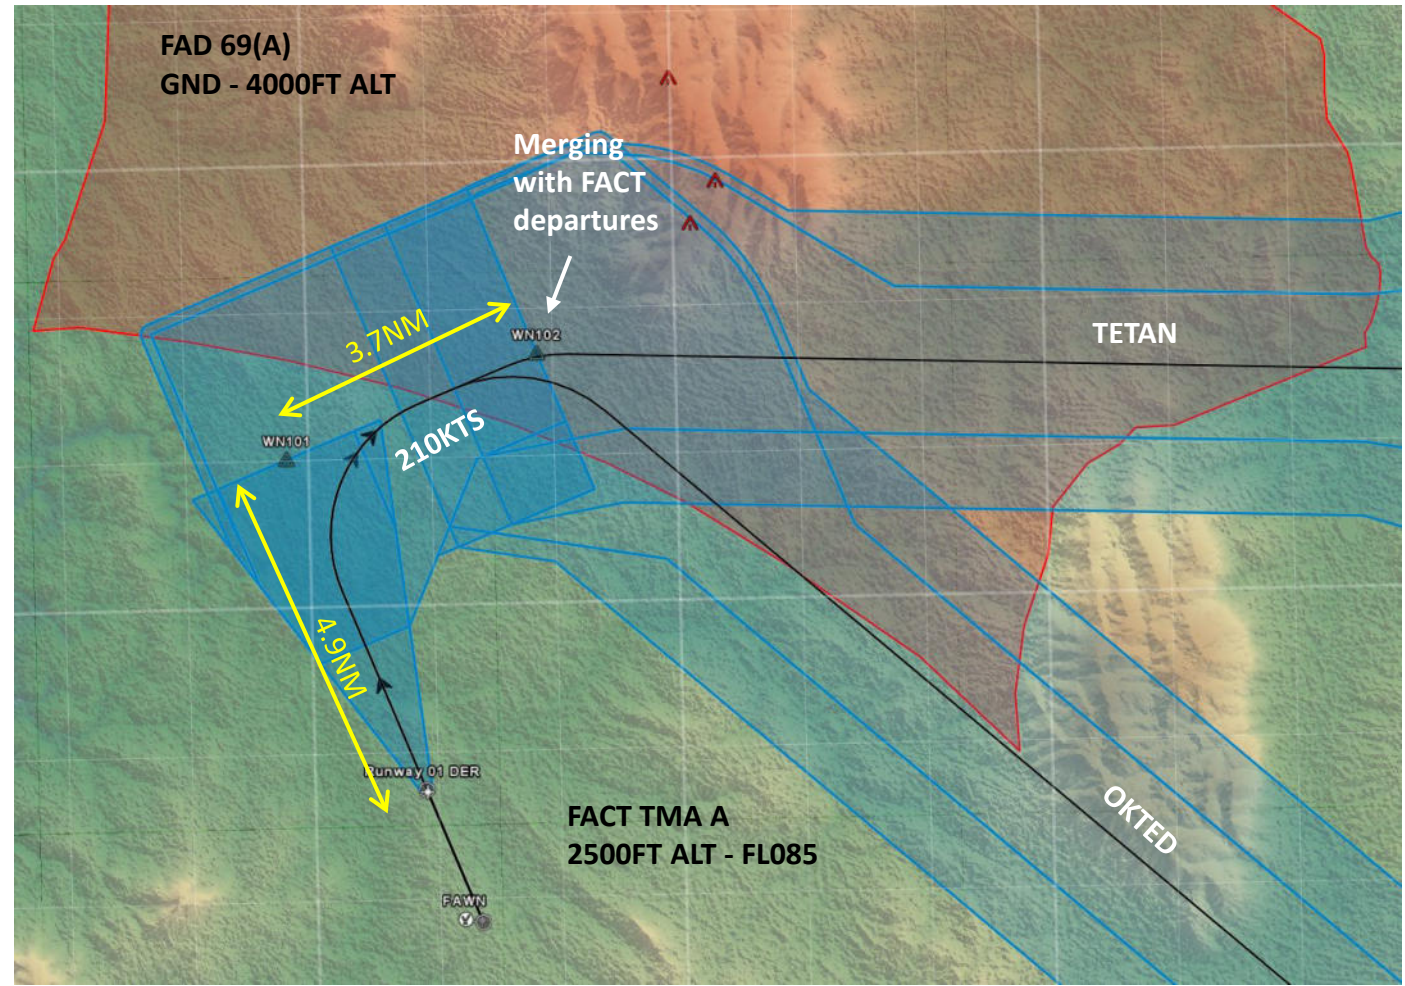 FAD 69(A)
GND - 4000FT ALT
Merging
with FACT
departures
WN102
TETAN
3.7NM
WN101
210KTS
4.9NM
Runway 01 DER
FACT TMA A
2500FT ALT - FL085
OKTED
FAWN